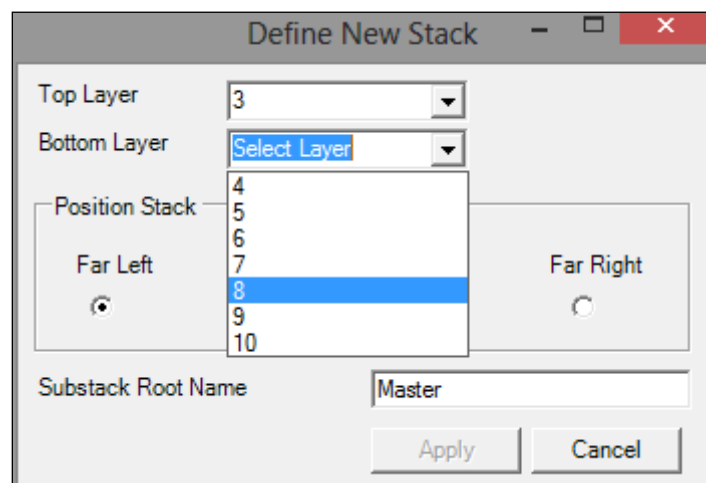 Define New Stack
Top Layer 3
Bottom Layer Select Layer
4
5
6
7
8
9
10
Position Stack
Far Left Far Right
Substack Root Name Master
Apply Cancel